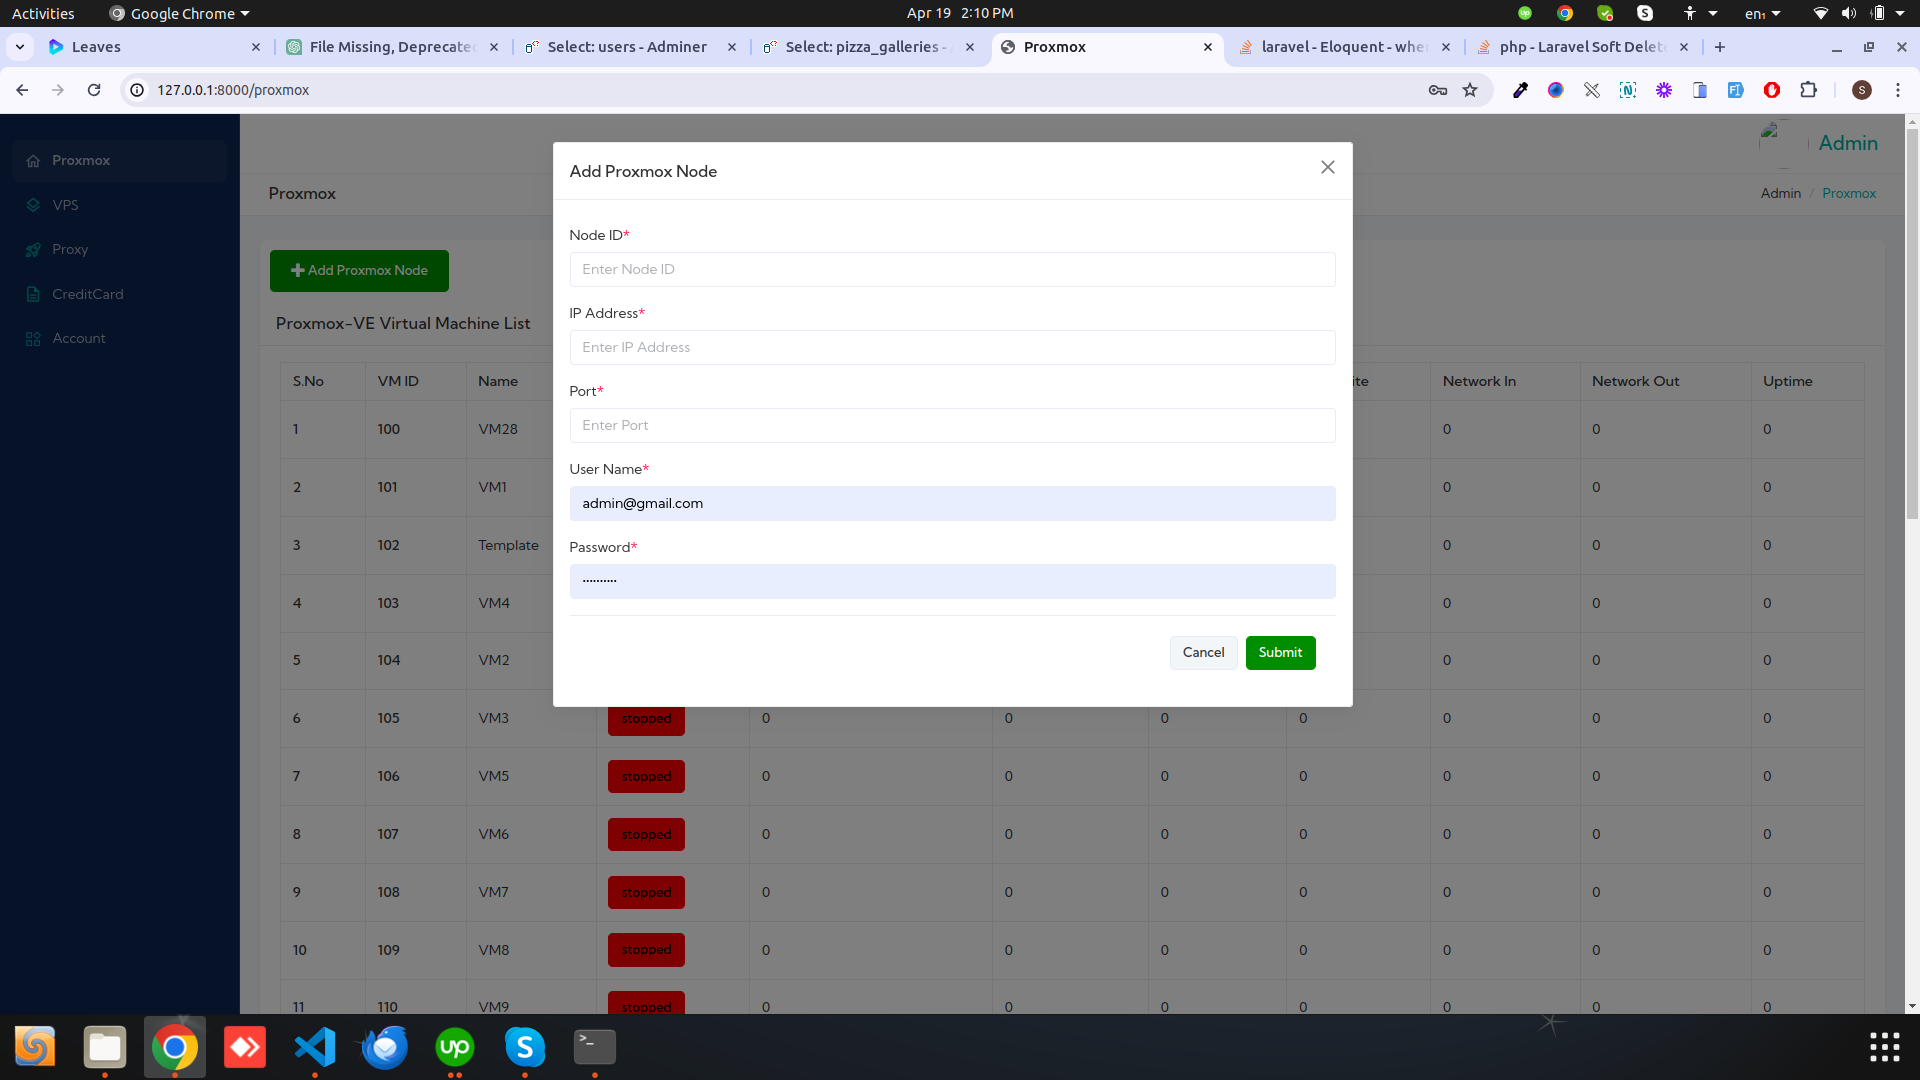 Activities Google Chrome Apr 19 2:10 PM en₁
Leaves File Missing, Deprecated Select: users - Adminer Select: pizza_galleries - Proxmox laravel - Eloquent - whe php - Laravel Soft Delet
127.0.0.1:8000/proxmox S
Admin
Proxmox
VPS
Proxy
CreditCard
Account
Proxmox Admin / Proxmox
Add Proxmox Node
Proxmox-VE Virtual Machine List
Add Proxmox Node
Node ID*
Enter Node ID
IP Address*
Enter IP Address
Port*
Enter Port
User Name*
admin@gmail.com
Password*
··········
Cancel Submit
S.No VM ID Name ite Network In Network Out Uptime
1 100 VM28 0 0 0
2 101 VM1 0 0 0
3 102 Template 0 0 0
4 103 VM4 0 0 0
5 104 VM2 0 0 0
6 105 VM3 stopped 0 0 0 0 0 0 0
7 106 VM5 stopped 0 0 0 0 0 0 0
8 107 VM6 stopped 0 0 0 0 0 0 0
9 108 VM7 stopped 0 0 0 0 0 0 0
10 109 VM8 stopped 0 0 0 0 0 0 0
11 110 VM9 stopped 0 0 0 0 0 0 0
up S